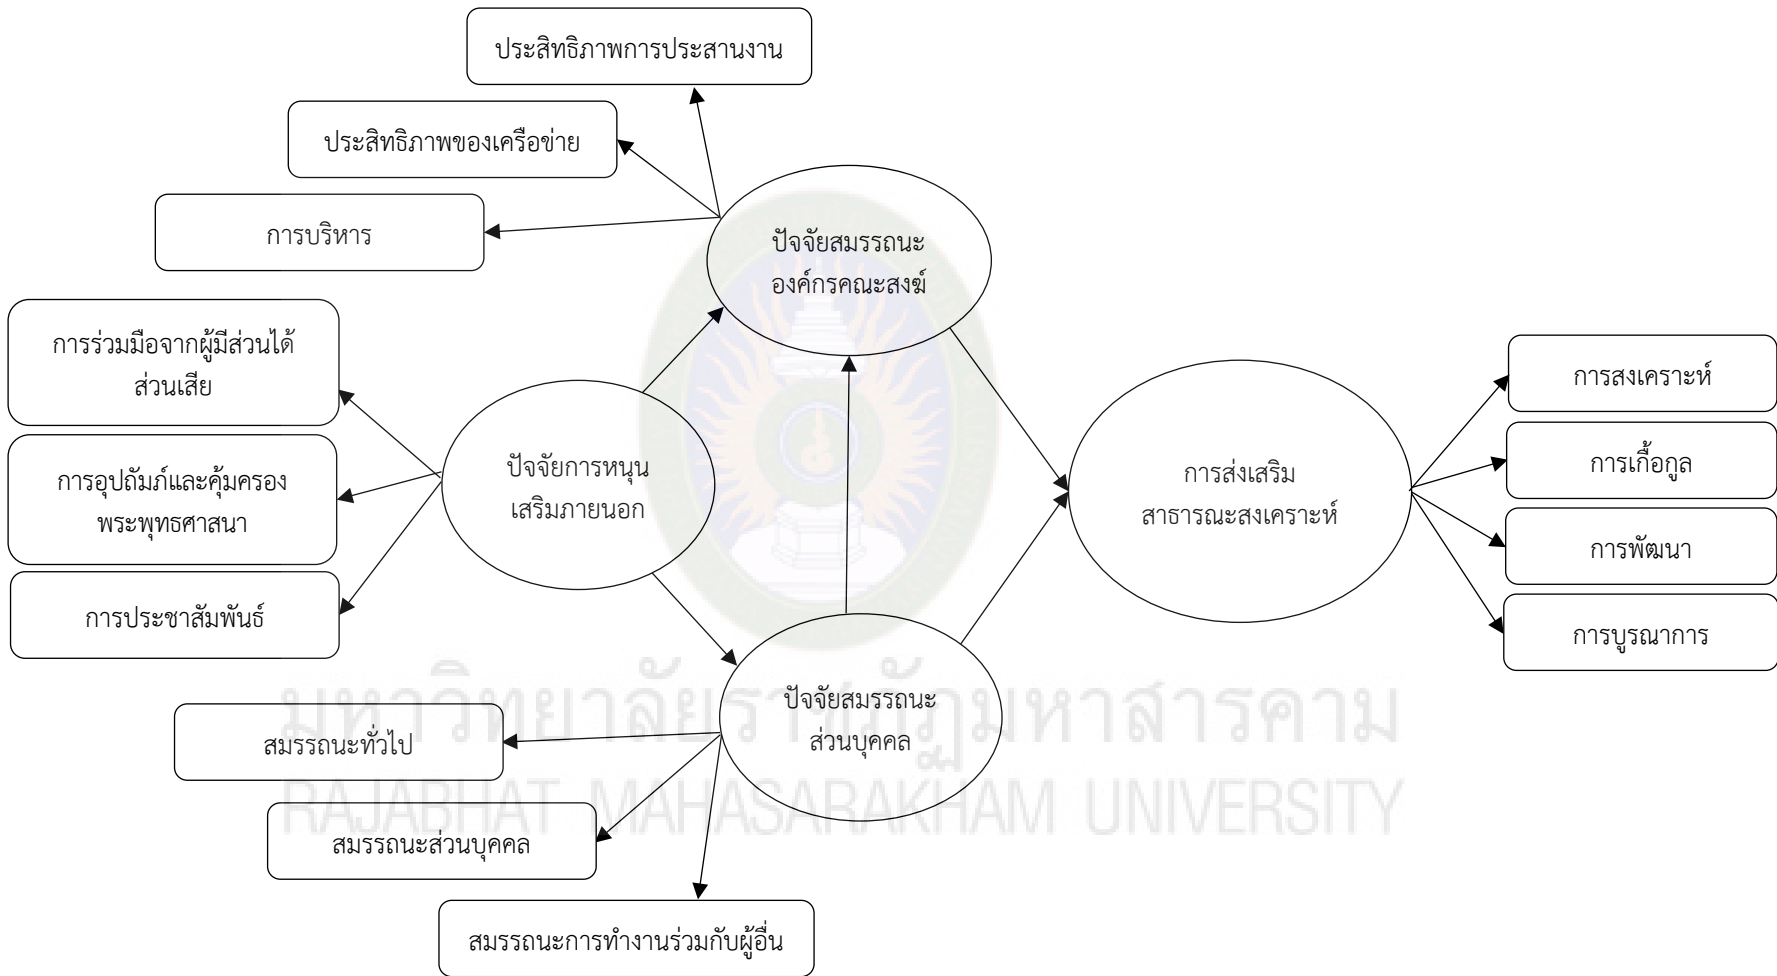 ประสิทธิภาพการประสานงาน
ประสิทธิภาพของเครือข่าย
การบริหาร
ปัจจัยสมรรถนะ
องค์กรคณะสงฆ์
การร่วมมือจากผู้มีส่วนได้
ส่วนเสีย
การอุปถัมภ์และคุ้มครอง
พระพุทธศาสนา
การประชาสัมพันธ์
ปัจจัยการหนุน
เสริมภายนอก
การส่งเสริม
สาธารณะสงเคราะห์
การสงเคราะห์
การเกื้อกูล
การพัฒนา
การบูรณาการ
ปัจจัยสมรรถนะ
ส่วนบุคคล
สมรรถนะทั่วไป
สมรรถนะส่วนบุคคล
สมรรถนะการทำงานร่วมกับผู้อื่น
มหาวิทยาลัยราชภัฏมหาสารคาม
RAJABHAT MAHASARAKHAM UNIVERSITY